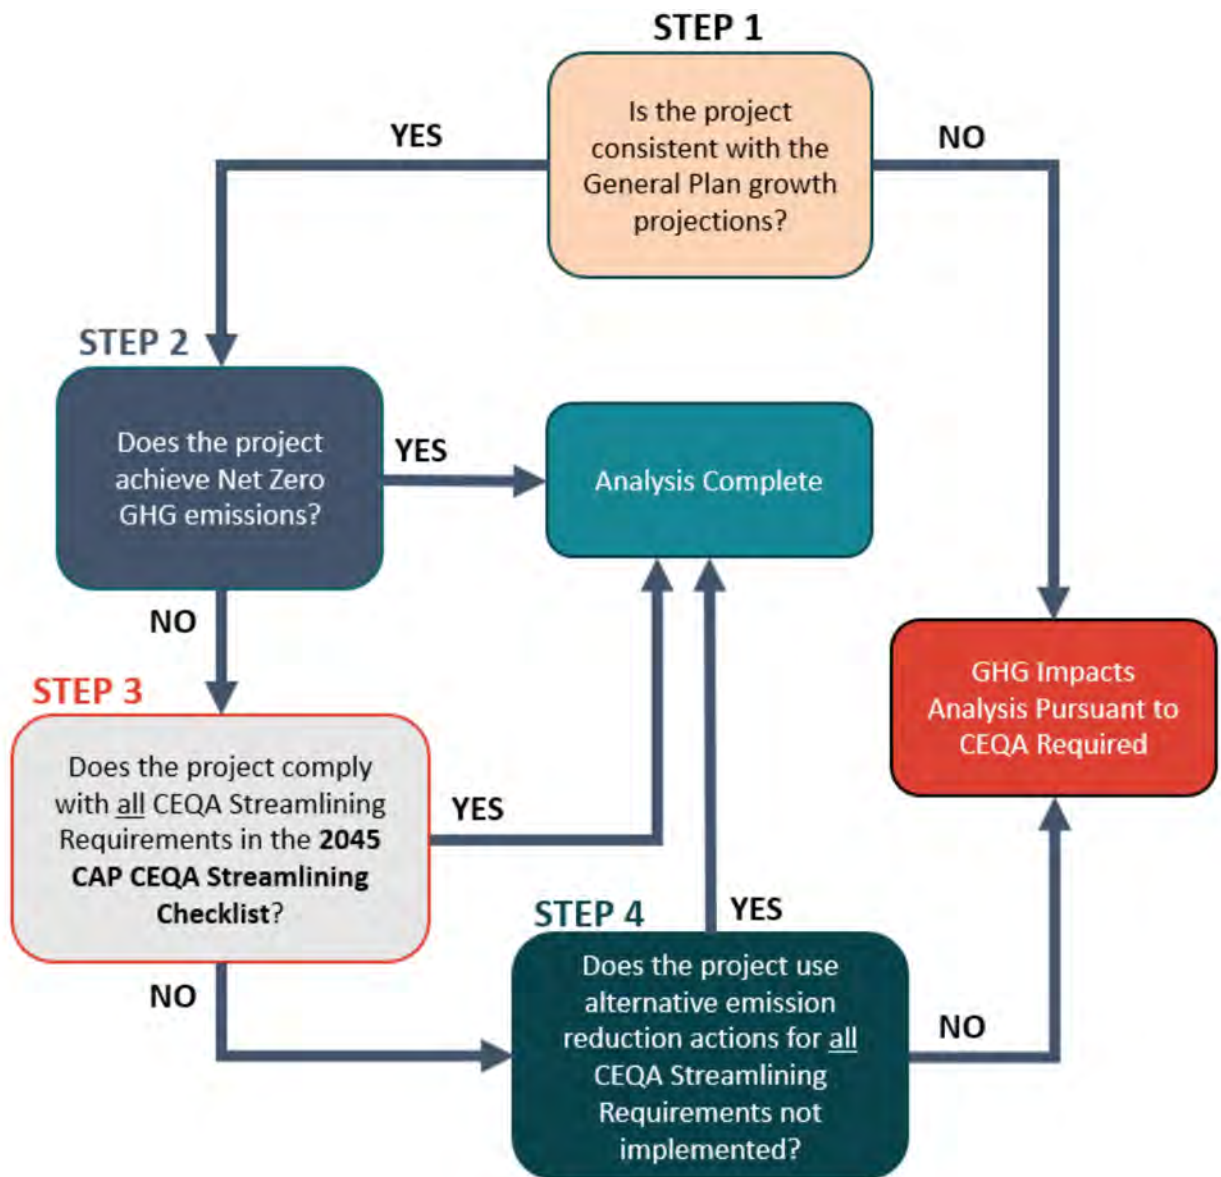 STEP 1
Is the project
consistent with the
General Plan growth
projections?
YES
NO
STEP 2
Does the project
achieve Net Zero
GHG emissions?
YES
Analysis Complete
NO
GHG Impacts
Analysis Pursuant to
CEQA Required
STEP 3
Does the project comply
with all CEQA Streamlining
Requirements in the 2045
CAP CEQA Streamlining
Checklist?
YES
NO
STEP 4
YES
Does the project use
alternative emission
reduction actions for all
CEQA Streamlining
Requirements not
implemented?
NO